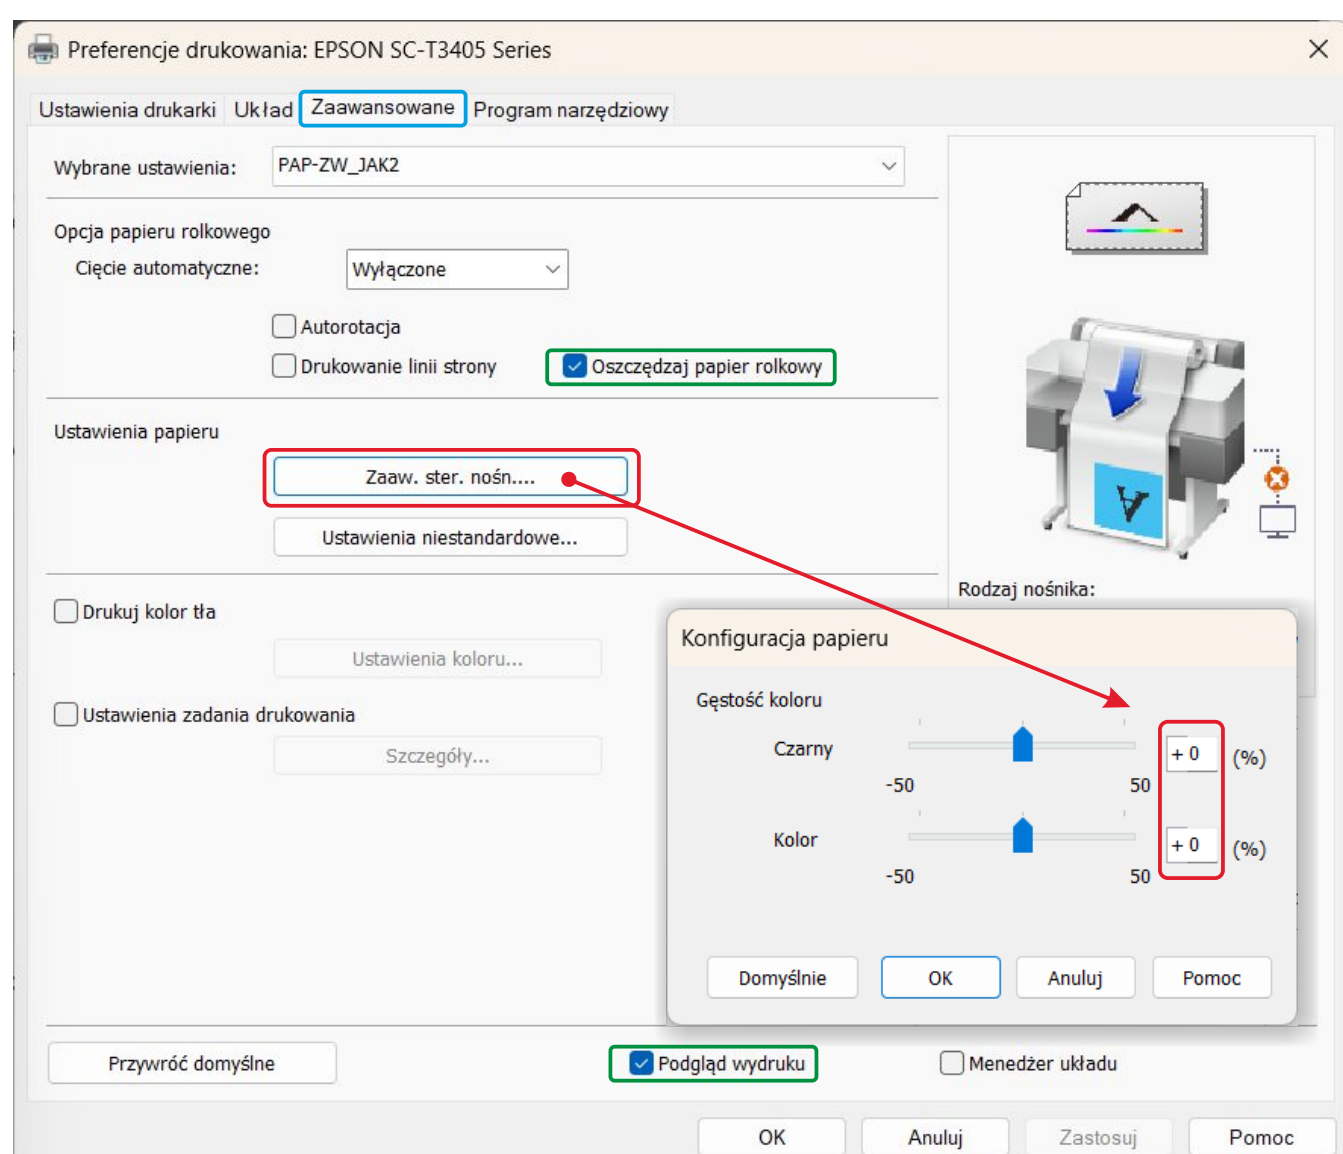 Preferencje drukowania: EPSON SC-T3405 Series
Ustawienia drukarki Układ Zaawansowane Program narzędziowy
Wybrane ustawienia: PAP-ZW_JAK2
Opcja papieru rolkowego
Cięcie automatyczne: Wyłączone
Autorotacja
Drukowanie linii strony Oszczędzaj papier rolkowy
Ustawienia papieru
Zaaw. ster. nośn....
Ustawienia niestandardowe...
Rodzaj nośnika:
Drukuj kolor tła
Ustawienia koloru...
Ustawienia zadania drukowania
Szczegóły...
Konfiguracja papieru
Gęstość koloru
Czarny +0 (%)
-50 50
Kolor +0 (%)
-50 50
Domyślnie OK Anuluj Pomoc
Przywróć domyślne Podgląd wydruku Menedżer układu
OK Anuluj Zastosuj Pomoc